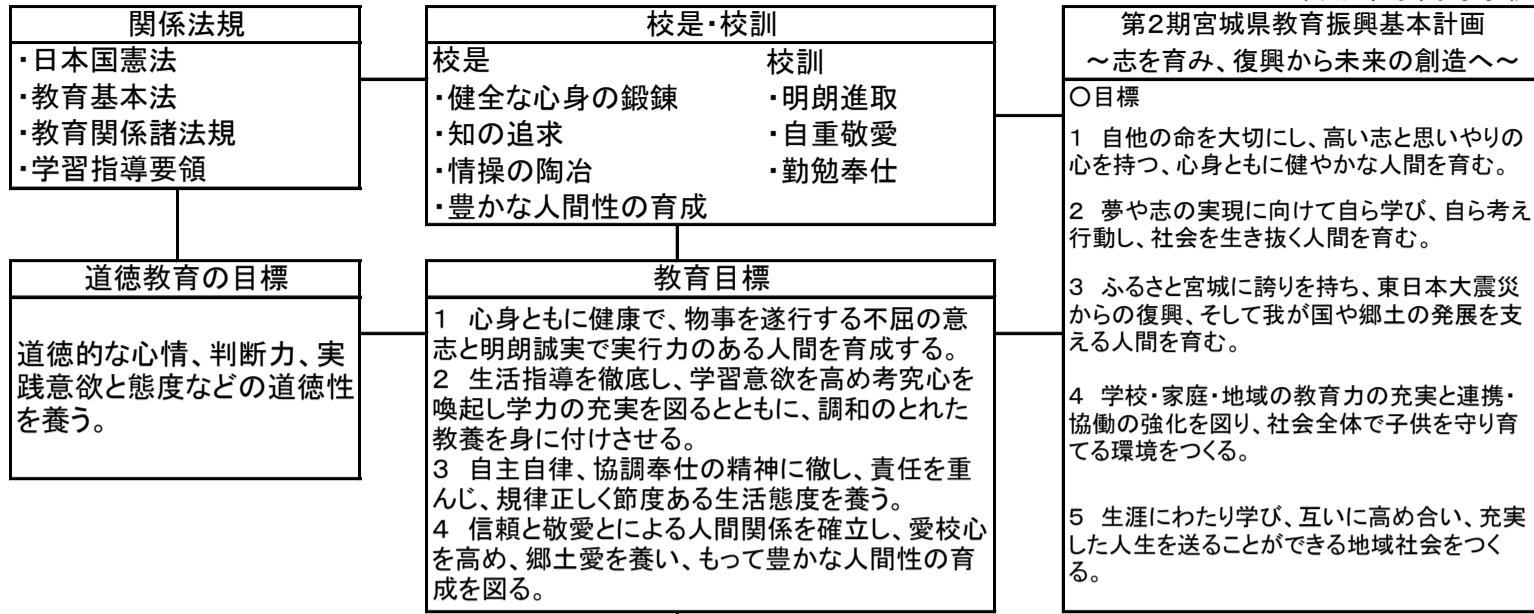 関係法規
・日本国憲法
・教育基本法
・教育関係諸法規
・学習指導要領
校是・校訓
校是 校訓
・健全な心身の鍛錬 ・明朗進取
・知の追求 ・自重敬愛
・情操の陶冶 ・勤勉奉仕
・豊かな人間性の育成
第2期宮城県教育振興基本計画
~志を育み、復興から未来の創造へ~
○目標
1 自他の命を大切にし、高い志と思いやりの
心を持つ、心身ともに健やかな人間を育む。
2 夢や志の実現に向けて自ら学び、自ら考え
行動し、社会を生き抜く人間を育む。
3 ふるさと宮城に誇りを持ち、東日本大震災
からの復興、そして我が国や郷土の発展を支
える人間を育む。
4 学校・家庭・地域の教育力の充実と連携・
協働の強化を図り、社会全体で子供を守り育
てる環境をつくる。
5 生涯にわたり学び、互いに高め合い、充実
した人生を送ることができる地域社会をつく
る。
道徳教育の目標
道徳的な心情、判断力、実
践意欲と態度などの道徳性
を養う。
教育目標
1 心身ともに健康で、物事を遂行する不屈の意
志と明朗誠実で実行力のある人間を育成する。
2 生活指導を徹底し、学習意欲を高め考究心を
喚起し学力の充実を図るとともに、調和のとれた
教養を身に付けさせる。
3 自主自律、協調奉仕の精神に徹し、責任を重
んじ、規律正しく節度ある生活態度を養う。
4 信頼と敬愛とによる人間関係を確立し、愛校心
を高め、郷土愛を養い、もって豊かな人間性の育
成を図る。